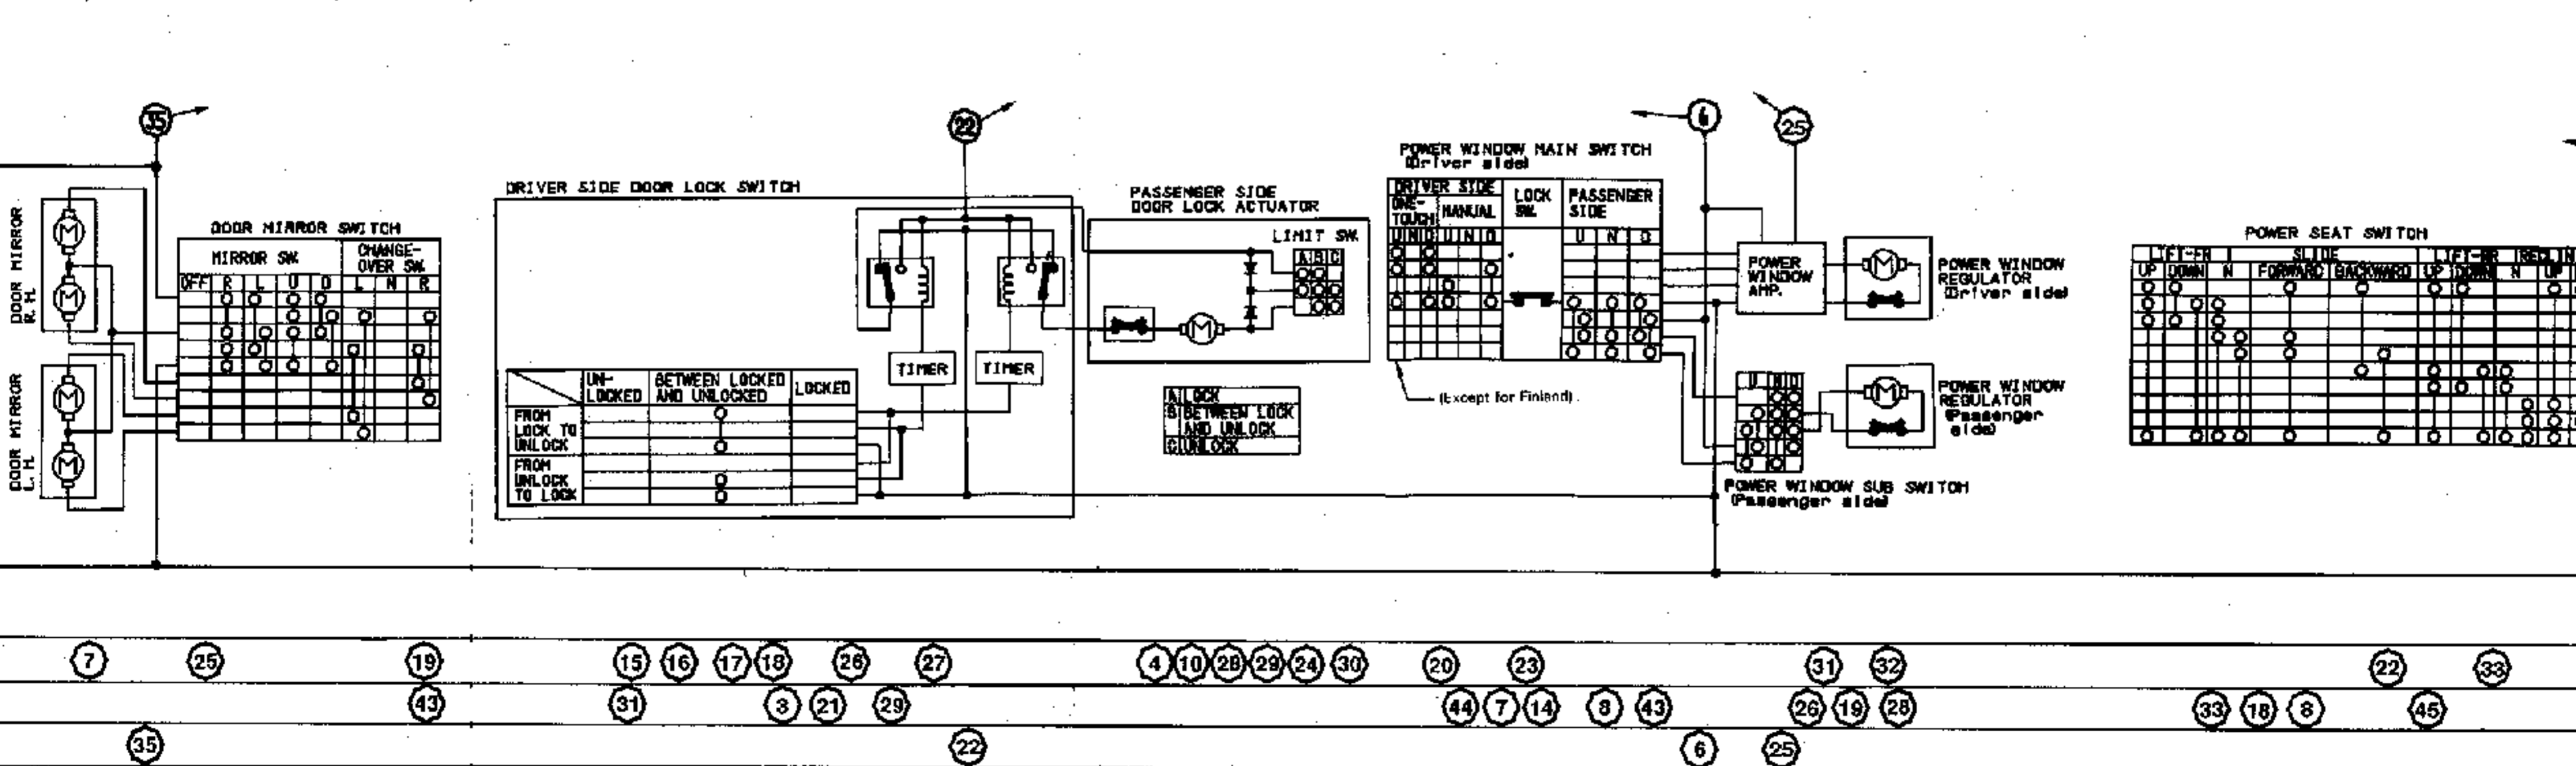 35
22
6
25
DOOR MIRROR
R.H.
DOOR MIRROR
L.H.
M
M
M
M
DOOR MIRROR SWITCH
MIRROR SW.
CHANGE-
OVER SW.
OFF R L U D L N R
DRIVER SIDE DOOR LOCK SWITCH
TIMER
TIMER
UN-
LOCKED
BETWEEN LOCKED
AND UNLOCKED
LOCKED
FROM
LOCK TO
UNLOCK
FROM
UNLOCK
TO LOCK
PASSENGER SIDE
DOOR LOCK ACTUATOR
LIMIT SW.
A B C
M
A LOCK
B BETWEEN LOCK
AND UNLOCK
C UNLOCK
POWER WINDOW MAIN SWITCH
(Driver side)
DRIVER SIDE
ONE-
TOUCH
MANUAL
LOCK
SW.
PASSENGER
SIDE
U N D U N D
U N D
(Except for Finland)
POWER
WINDOW
AMP.
M
POWER WINDOW
REGULATOR
(Driver side)
M
POWER WINDOW
REGULATOR
(Passenger
side)
U N D
POWER WINDOW SUB SWITCH
(Passenger side)
POWER SEAT SWITCH
LIFT-FR SLIDE LIFT-RR
UP DOWN N FORWARD BACKWARD UP DOWN N UP
7 25 19 15 16 17 18 26 27 4 10 28 29 24 30 20 23 31 32 22 33
43 31 3 21 29 44 7 14 8 43 26 19 28 33 18 8 45
35 22 6 25